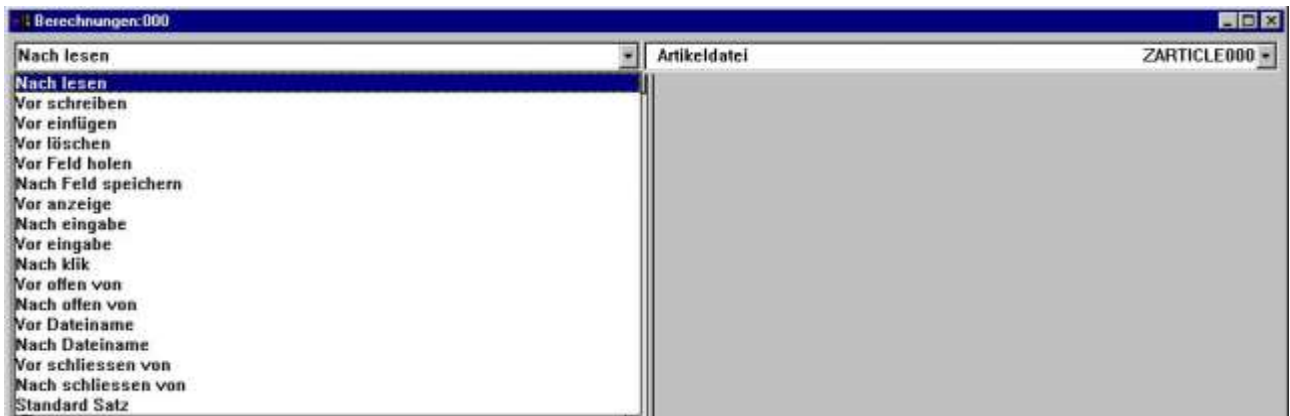 Berechnungen:000
Nach lesen Artikeldatei ZARTICLE000
Nach lesen
Vor schreiben
Vor einfügen
Vor löschen
Vor Feld holen
Nach Feld speichern
Vor anzeige
Nach eingabe
Vor eingabe
Nach klik
Vor offen von
Nach offen von
Vor Dateiname
Nach Dateiname
Vor schliessen von
Nach schliessen von
Standard Satz